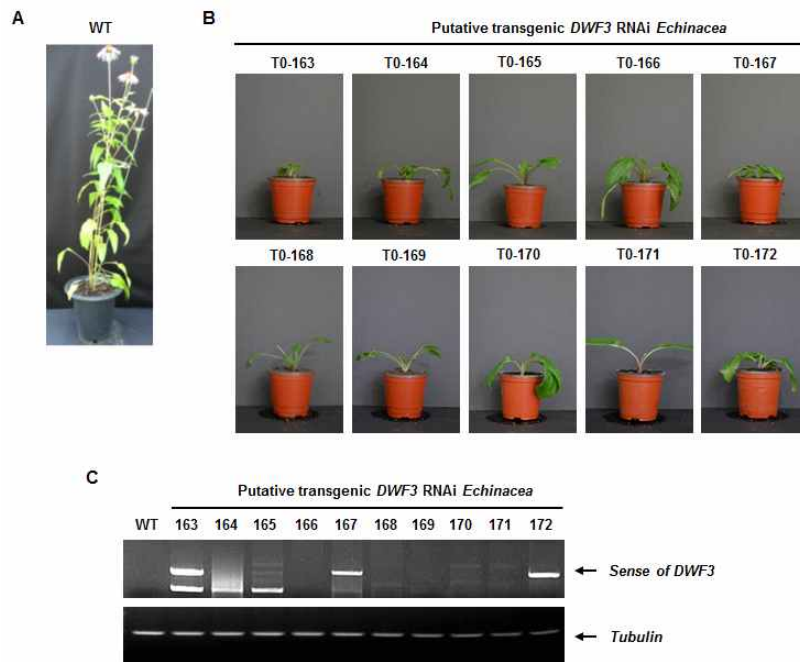 A
WT
B
Putative transgenic DWF3 RNAi Echinacea
T0-163 T0-164 T0-165 T0-166 T0-167
T0-168 T0-169 T0-170 T0-171 T0-172
C
Putative transgenic DWF3 RNAi Echinacea
WT 163 164 165 166 167 168 169 170 171 172
Sense of DWF3
Tubulin